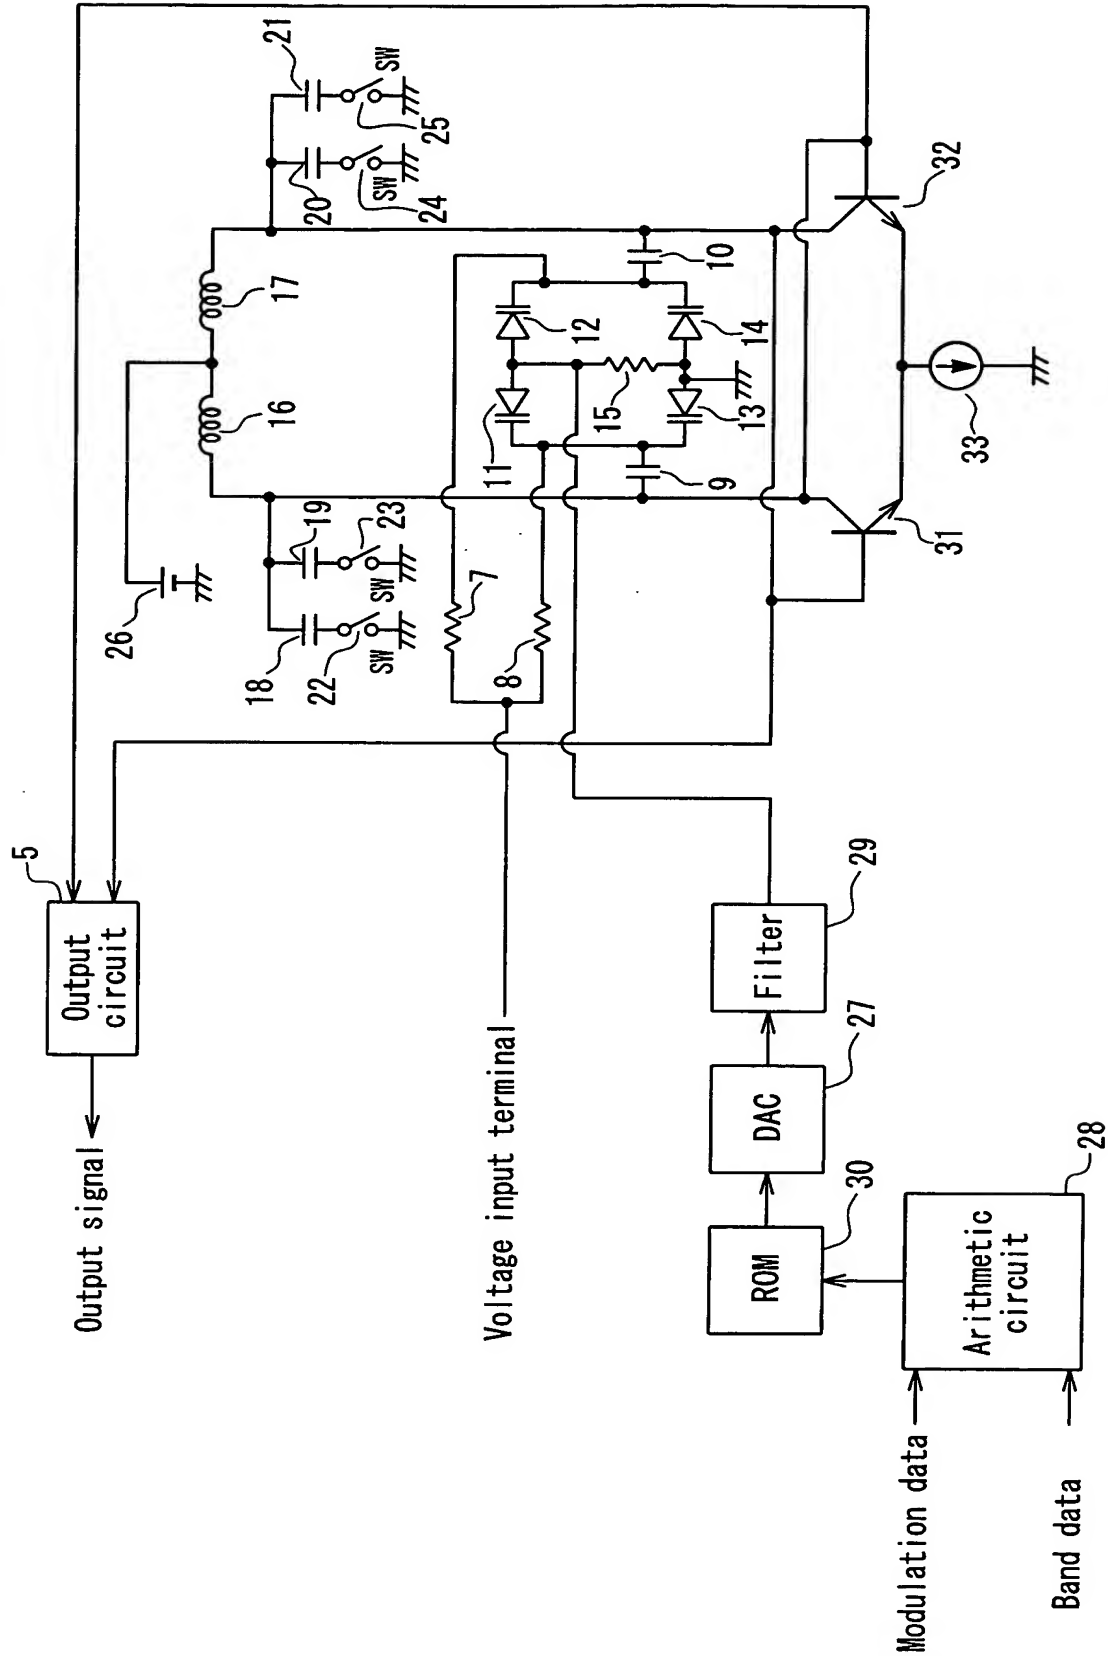 26
16
17
18
19
20
21
22
23
24
25
SW
SW
SW
SW
7
8
9
10
11
12
13
14
15
31
32
33
5
Output
circuit
Output signal
Voltage input terminal
Filter
29
DAC
27
ROM
30
Arithmetic
circuit
28
Modulation data
Band data